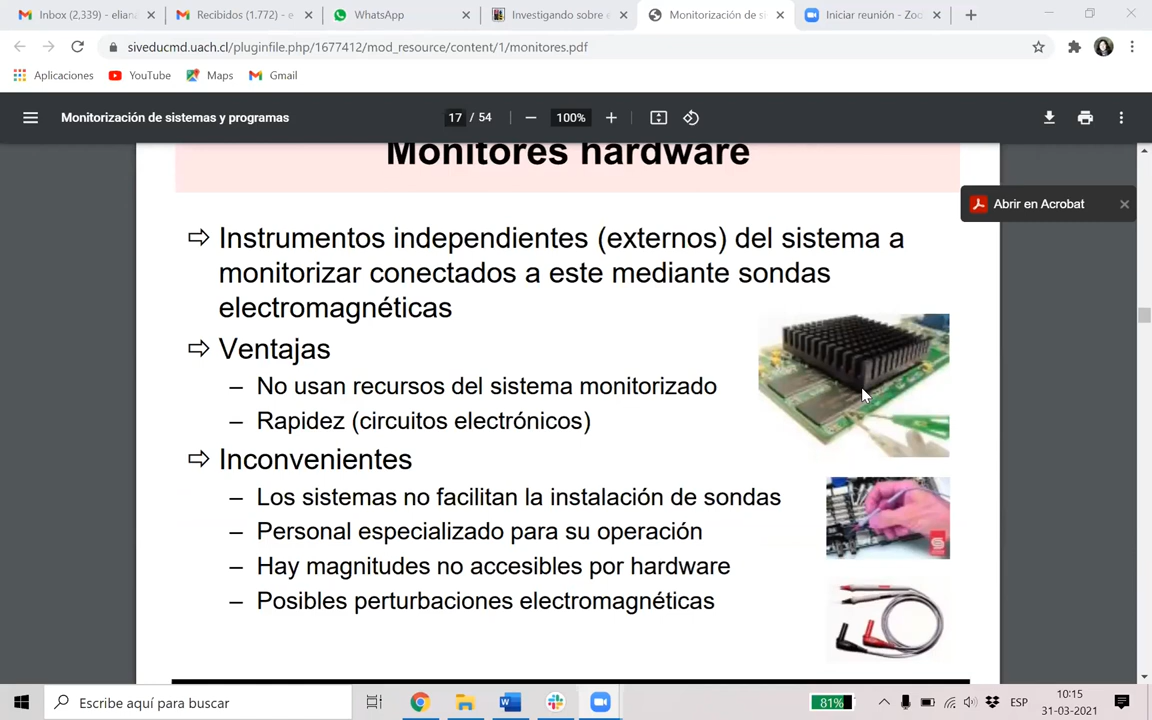 Inbox (2,339) - elian
Recibidos (1.772) - e
WhatsApp
Investigando sobre e
Monitorización de si
Iniciar reunión - Zoo
siveducmd.uach.cl/pluginfile.php/1677412/mod_resource/content/1/monitores.pdf
Aplicaciones
YouTube
Maps
Gmail
Monitorización de sistemas y programas
17 / 54
100%
Monitores hardware
Abrir en Acrobat
⇨ Instrumentos independientes (externos) del sistema a
monitorizar conectados a este mediante sondas
electromagnéticas
⇨ Ventajas
– No usan recursos del sistema monitorizado
– Rapidez (circuitos electrónicos)
⇨ Inconvenientes
– Los sistemas no facilitan la instalación de sondas
– Personal especializado para su operación
– Hay magnitudes no accesibles por hardware
– Posibles perturbaciones electromagnéticas
Escribe aquí para buscar
81%
ESP
10:15
31-03-2021